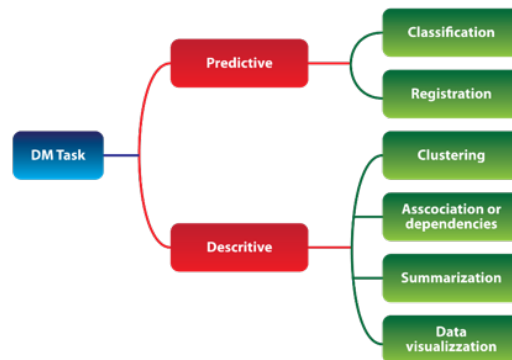 DM Task
Predictive
Classification
Registration
Descritive
Clustering
Asscociation or
dependencies
Summarization
Data
visualizzation